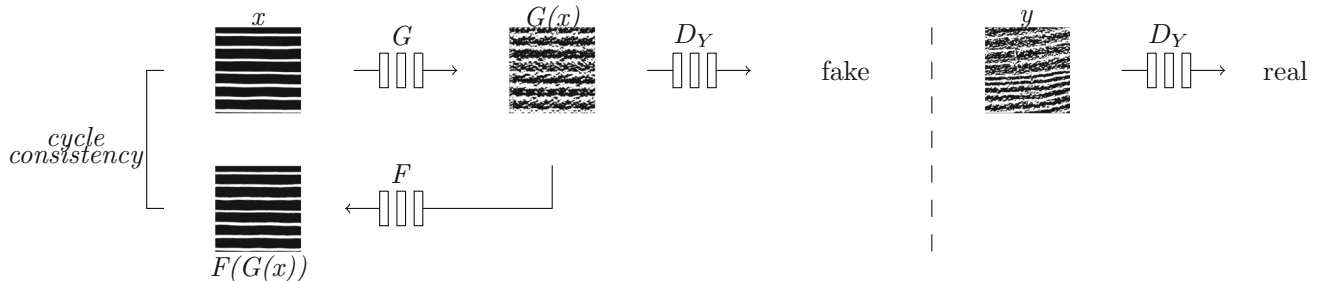 x
G
G(x)
D_Y
fake
y
D_Y
real
cycle
consistency
F
F(G(x))